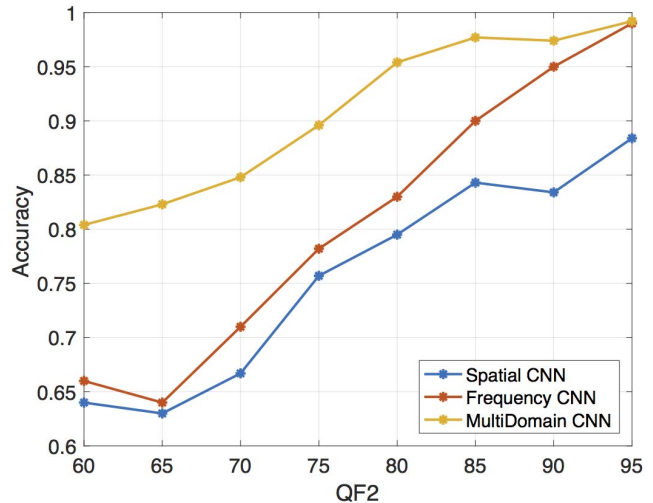 1
0.95
0.9
0.85
0.8
0.75
0.7
0.65
0.6
Accuracy
60 65 70 75 80 85 90 95
QF2
Spatial CNN
Frequency CNN
MultiDomain CNN